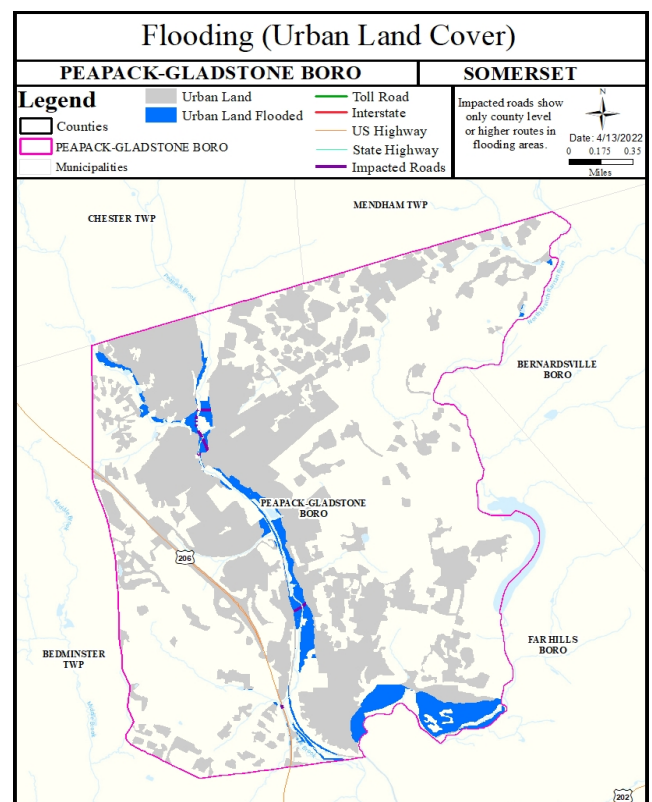 Flooding (Urban Land Cover)
PEAPACK-GLADSTONE BORO
SOMERSET
Legend
Counties
PEAPACK-GLADSTONE BORO
Municipalities
Urban Land
Urban Land Flooded
Toll Road
Interstate
US Highway
State Highway
Impacted Roads
Impacted roads show
only county level
or higher routes in
flooding areas.
N
Date: 4/13/2022
0 0.175 0.35
Miles
MENDHAM TWP
CHESTER TWP
Peapack Brook
BERNARDSVILLE
BORO
PEAPACK-GLADSTONE
BORO
206
BEDMINSTER
TWP
FAR HILLS
BORO
202